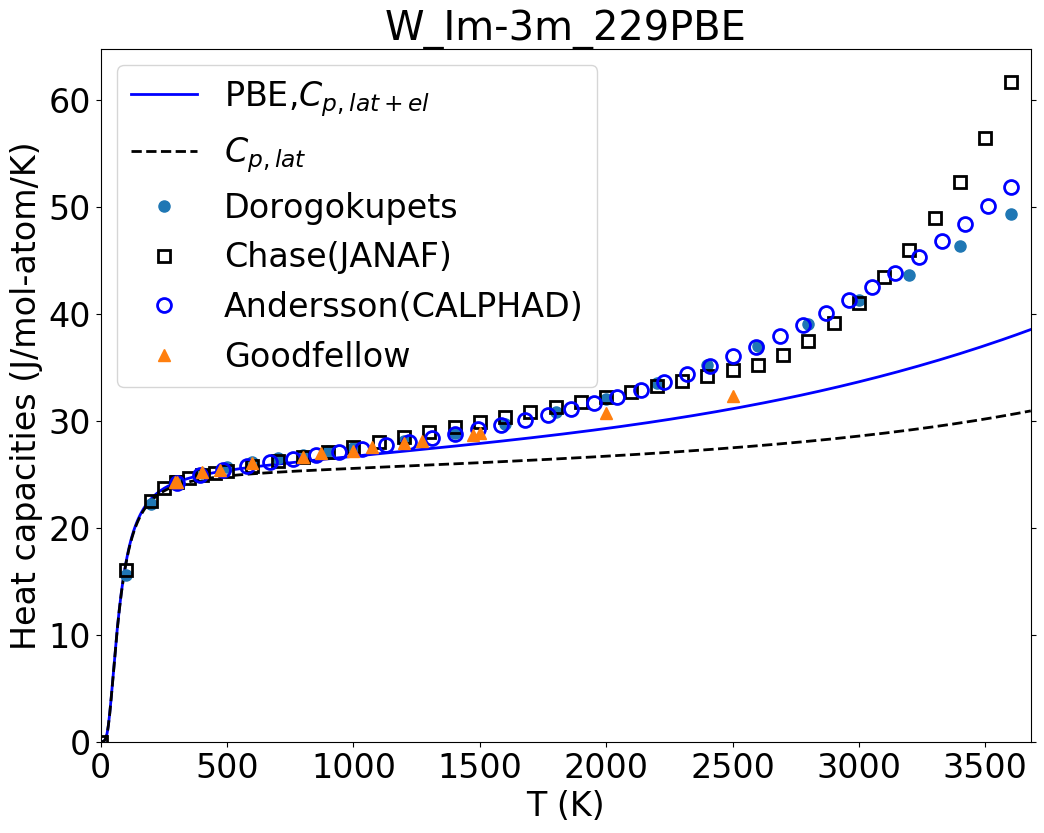 W_Im-3m_229PBE
Heat capacities (J/mol-atom/K)
60
50
40
30
20
10
0
PBE,C_{p, lat+el}
C_{p, lat}
Dorogokupets
Chase(JANAF)
Andersson(CALPHAD)
Goodfellow
0 500 1000 1500 2000 2500 3000 3500
T (K)